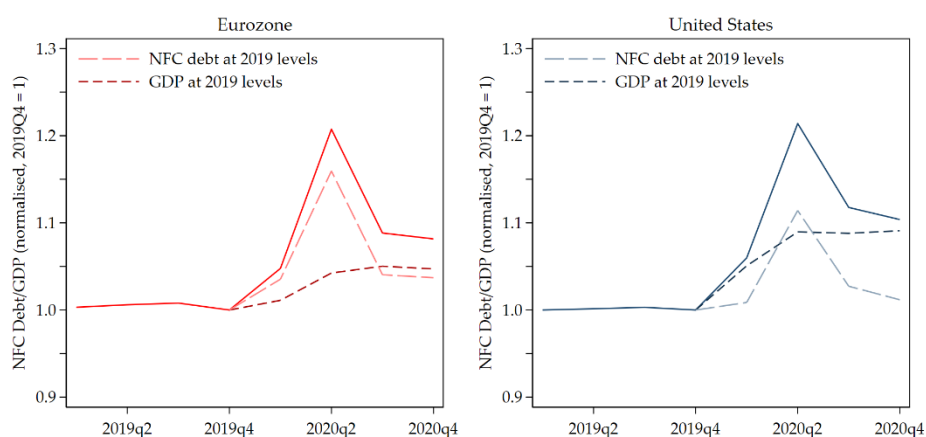 Eurozone
NFC Debt/GDP (normalised, 2019Q4 = 1)
1.3
1.2
1.1
1.0
0.9
NFC debt at 2019 levels
GDP at 2019 levels
2019q2 2019q4 2020q2 2020q4
United States
NFC Debt/GDP (normalised, 2019Q4 = 1)
1.3
1.2
1.1
1.0
0.9
NFC debt at 2019 levels
GDP at 2019 levels
2019q2 2019q4 2020q2 2020q4